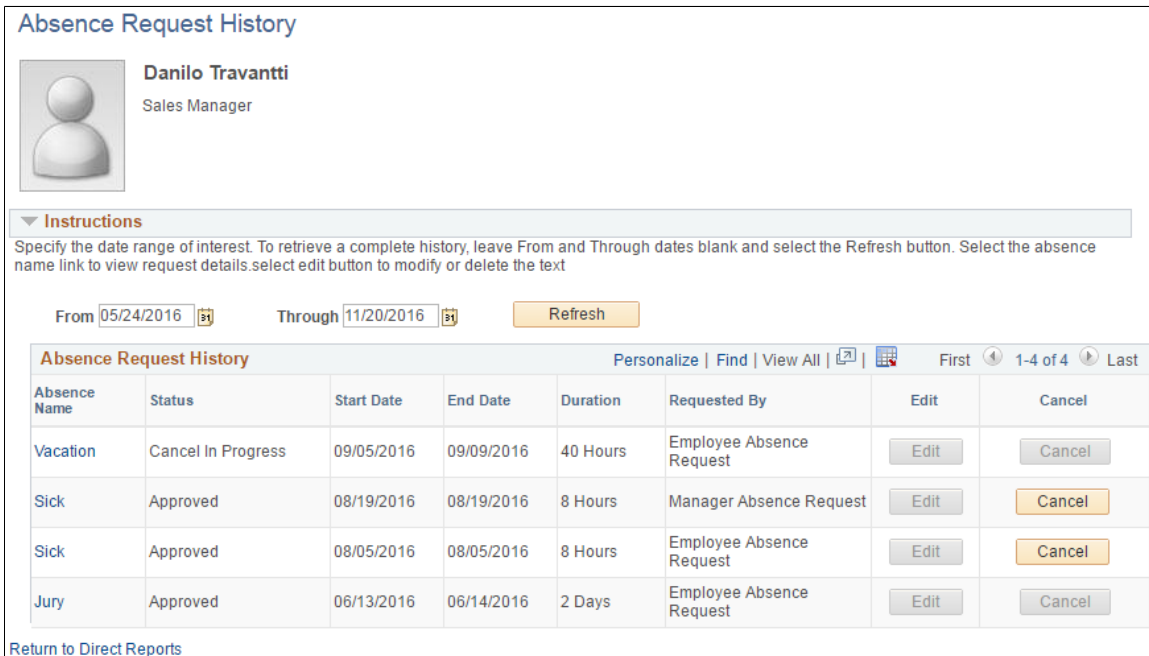 Absence Request History
Danilo Travantti
Sales Manager
Instructions
Specify the date range of interest. To retrieve a complete history, leave From and Through dates blank and select the Refresh button. Select the absence
name link to view request details.select edit button to modify or delete the text
From 05/24/2016 31 Through 11/20/2016 31 Refresh
Absence Request History Personalize | Find | View All | | First 1-4 of 4 Last
Absence Name Status Start Date End Date Duration Requested By Edit Cancel
Vacation Cancel In Progress 09/05/2016 09/09/2016 40 Hours Employee Absence Request Edit Cancel
Sick Approved 08/19/2016 08/19/2016 8 Hours Manager Absence Request Edit Cancel
Sick Approved 08/05/2016 08/05/2016 8 Hours Employee Absence Request Edit Cancel
Jury Approved 06/13/2016 06/14/2016 2 Days Employee Absence Request Edit Cancel
Return to Direct Reports